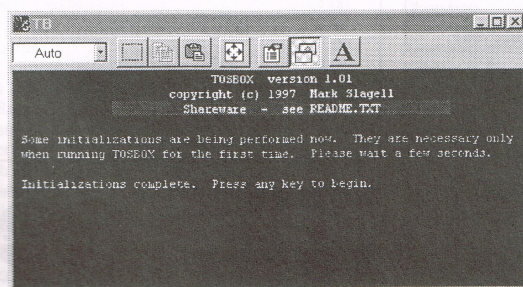 TB
Auto
A
TOSBOX version 1.01
copyright (c) 1997 Mark Slagell
Shareware - see README.TXT
Some initializations are being performed now. They are necessary only
when running TOSBOX for the first time. Please wait a few seconds.
Initializations complete. Press any key to begin.